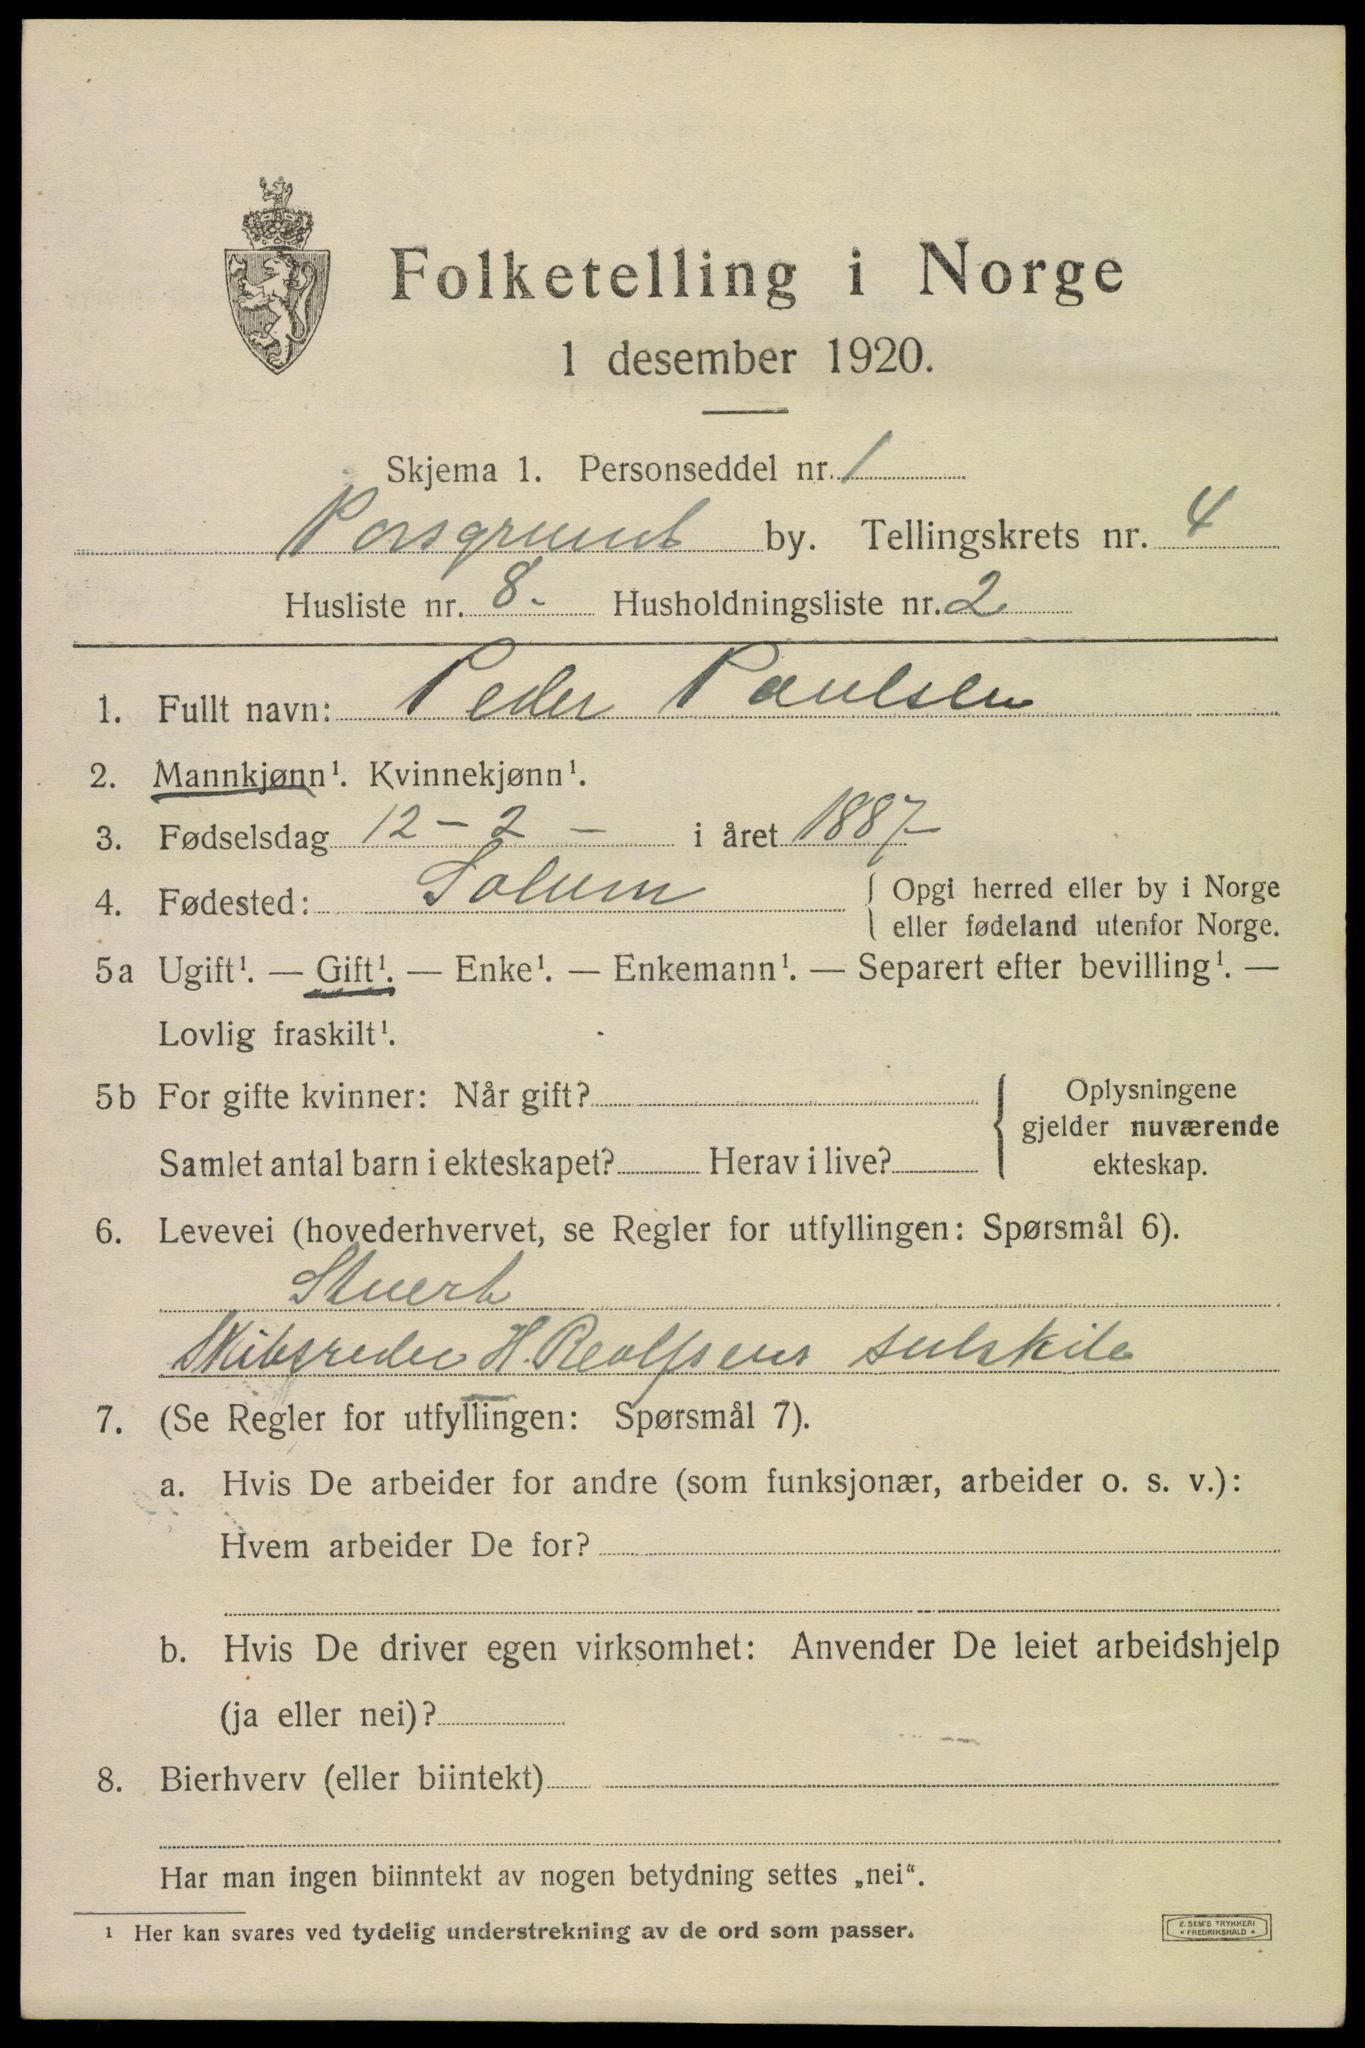 Folketelling i Norge
1 desember 1920.
Skjema 1. Personseddel nr. 1
Porsgrund by. Tellingskrets nr. 4
Husliste nr. 8. Husholdningsliste nr. 2
1. Fullt navn: Peder Paulsen
2. Mannkjønn¹. Kvinnekjønn¹.
3. Fødselsdag 12 - 2 - i året 1887
4. Fødested: Solum { Opgi herred eller by i Norge
eller fødeland utenfor Norge.
5a Ugift¹. — Gift¹. — Enke¹. — Enkemann¹. — Separert efter bevilling¹. —
Lovlig fraskilt¹.
5b For gifte kvinner: Når gift? { Oplysningene
gjelder nuværende
Samlet antal barn i ekteskapet? Herav i live? ekteskap.
6. Levevei (hovederhvervet, se Regler for utfyllingen: Spørsmål 6).
Stuert
Skibsreder H.
7. (Se Regler for utfyllingen: Spørsmål 7).
a. Hvis De arbeider for andre (som funksjonær, arbeider o. s. v.):
Hvem arbeider De for?
b. Hvis De driver egen virksomhet: Anvender De leiet arbeidshjelp
(ja eller nei)?
8. Bierhverv (eller biintekt)
Har man ingen biinntekt av nogen betydning settes „nei“.
¹ Her kan svares ved tydelig understrekning av de ord som passer.
E. SEM'S TRYKKERI
* FREDRIKSHALD *